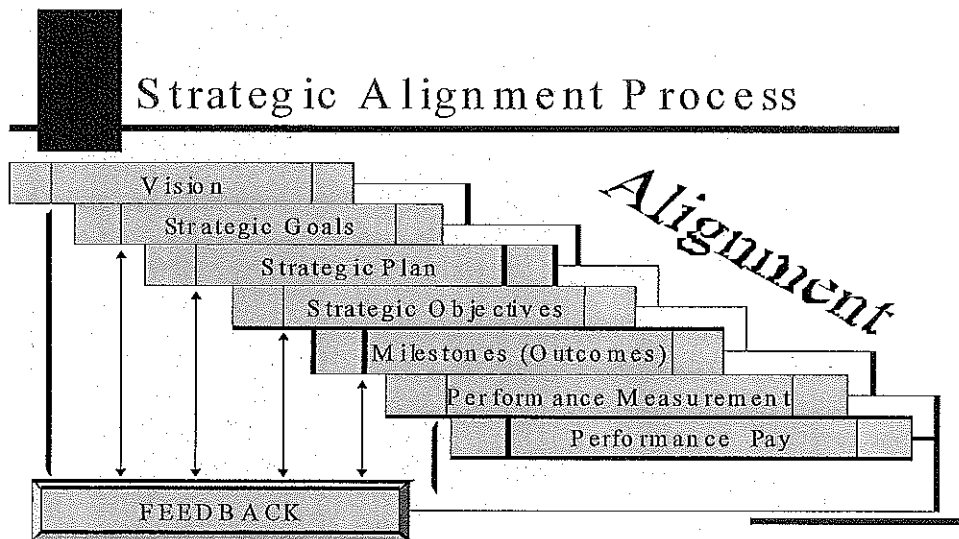 Strategic Alignment Process
Alignment
Vision
Strategic Goals
Strategic Plan
Strategic Objectives
Milestones (Outcomes)
Performance Measurement
Performance Pay
FEEDBACK